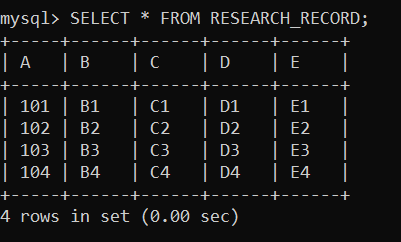 mysql> SELECT * FROM RESEARCH_RECORD;
+-----+------+------+------+------+
| A   | B    | C    | D    | E    |
+-----+------+------+------+------+
| 101 | B1   | C1   | D1   | E1   |
| 102 | B2   | C2   | D2   | E2   |
| 103 | B3   | C3   | D3   | E3   |
| 104 | B4   | C4   | D4   | E4   |
+-----+------+------+------+------+
4 rows in set (0.00 sec)